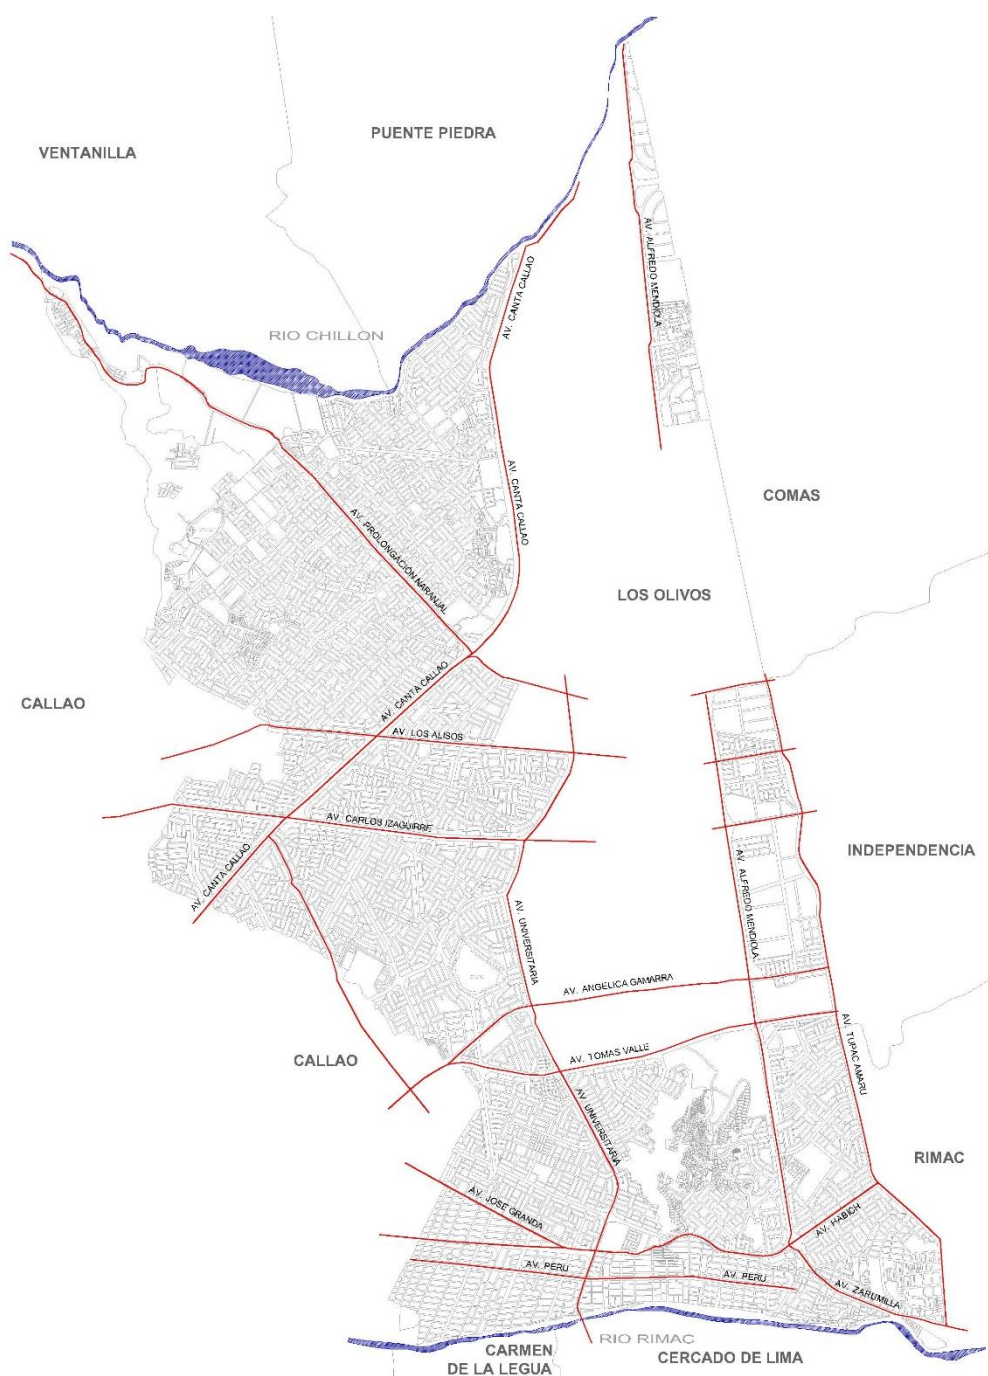 PUENTE PIEDRA
VENTANILLA
AV. ALFREDO MENDIOLA
AV. CANTA CALLAO
RIO CHILLON
AV. CANTA CALLAO
COMAS
AV. PROLONGACIÓN NARANJAL
LOS OLIVOS
AV. CANTA CALLAO
CALLAO
AV. LOS ALISOS
AV. CARLOS IZAGUIRRE
INDEPENDENCIA
AV. CANTA CALLAO
AV. ALFREDO MENDIOLA
AV. UNIVERSITARIA
AV. ANGELICA GAMARRA
AV. TUPAC AMARU
AV. TOMAS VALLE
CALLAO
AV. UNIVERSITARIA
RIMAC
AV. JOSE GRANDA
AV. HABICH
AV. PERU
AV. PERU
AV. ZARUMILLA
RIO RIMAC
CARMEN
DE LA LEGUA
CERCADO DE LIMA